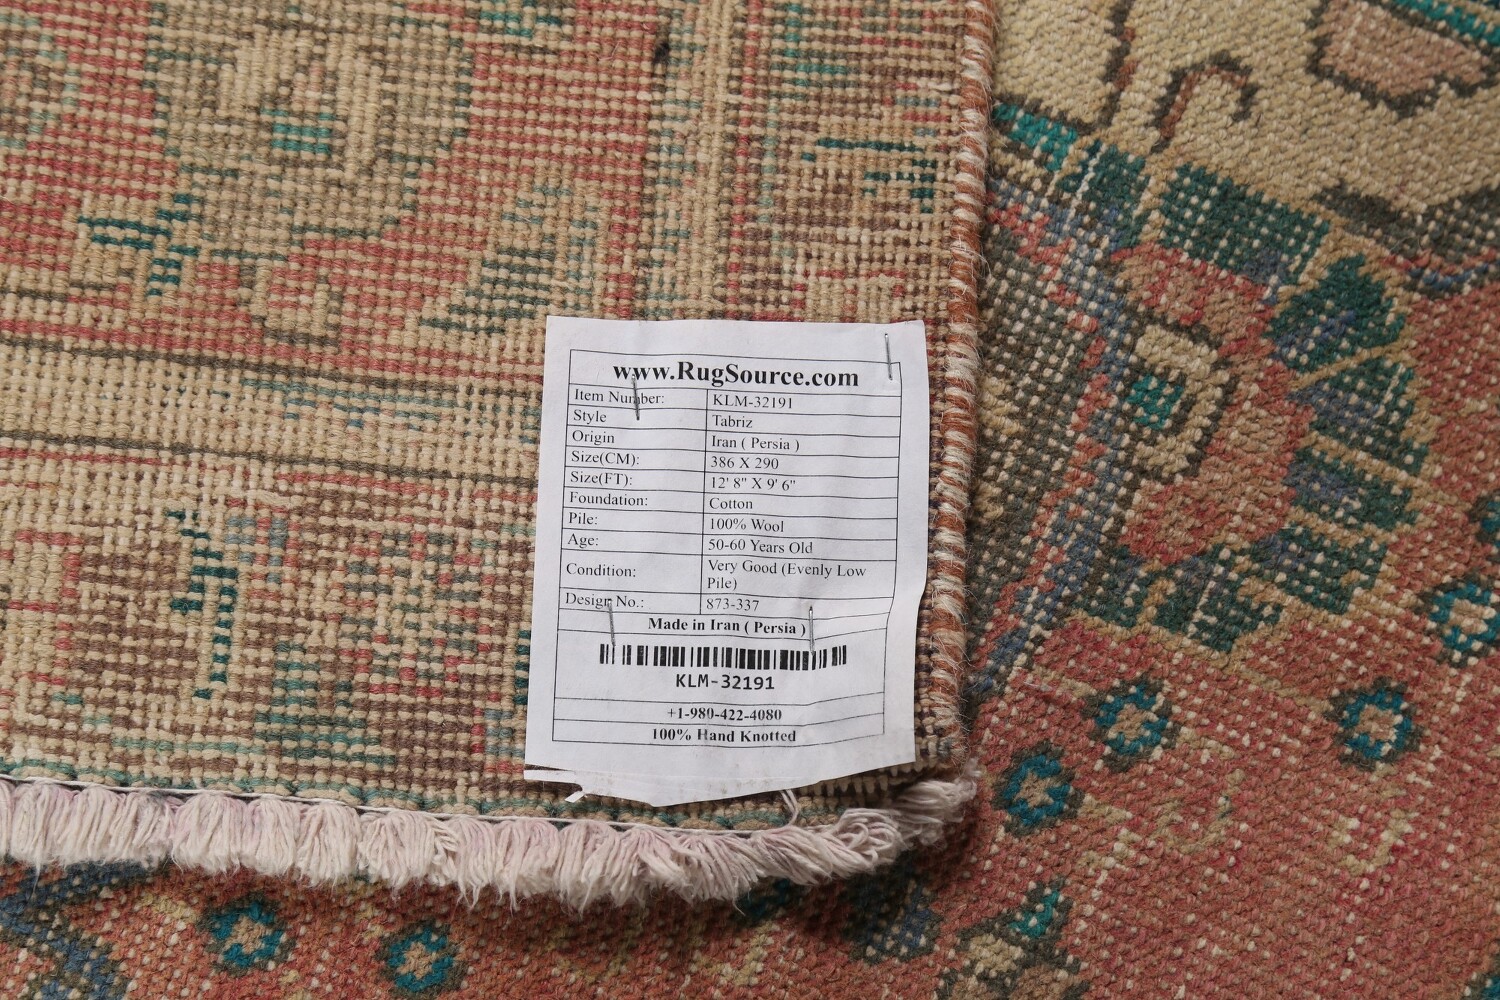 www.RugSource.com
Item Number: KLM-32191
Style Tabriz
Origin Iran ( Persia )
Size(CM): 386 X 290
Size(FT): 12' 8" X 9' 6"
Foundation: Cotton
Pile: 100% Wool
Age: 50-60 Years Old
Condition: Very Good (Evenly Low
Pile)
Design No.: 873-337
Made in Iran ( Persia )
KLM-32191
+1-980-422-4080
100% Hand Knotted